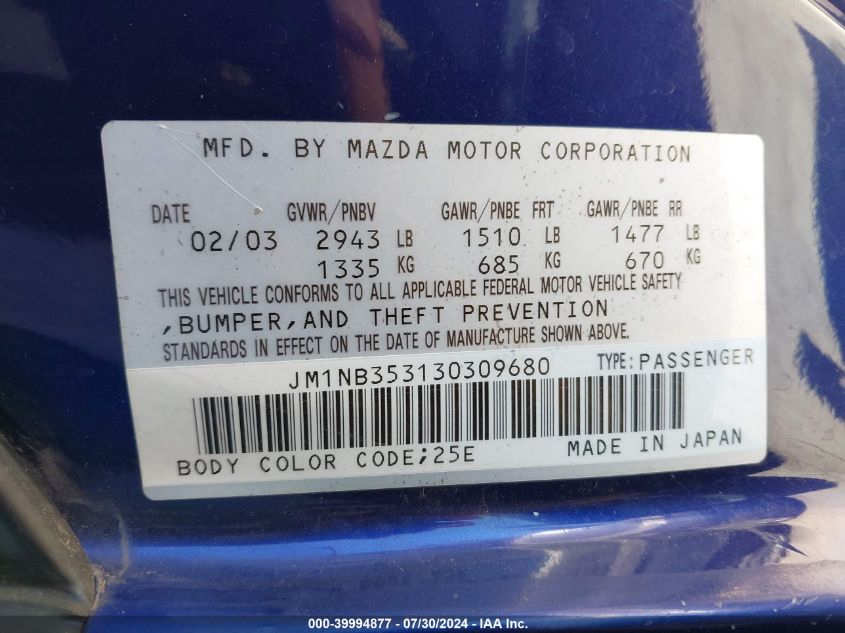 MFD. BY MAZDA MOTOR CORPORATION
DATE GVWR/PNBV GAWR/PNBE FRT GAWR/PNBE RR
02/03 2943 LB 1510 LB 1477 LB
1335 KG 685 KG 670 KG
THIS VEHICLE CONFORMS TO ALL APPLICABLE FEDERAL MOTOR VEHICLE SAFETY
,BUMPER,AND THEFT PREVENTION
STANDARDS IN EFFECT ON THE DATE OF MANUFACTURE SHOWN ABOVE.
JM1NB353130309680 TYPE:PASSENGER
BODY COLOR CODE;25E MADE IN JAPAN
000-39994877 - 07/30/2024 - IAA Inc.